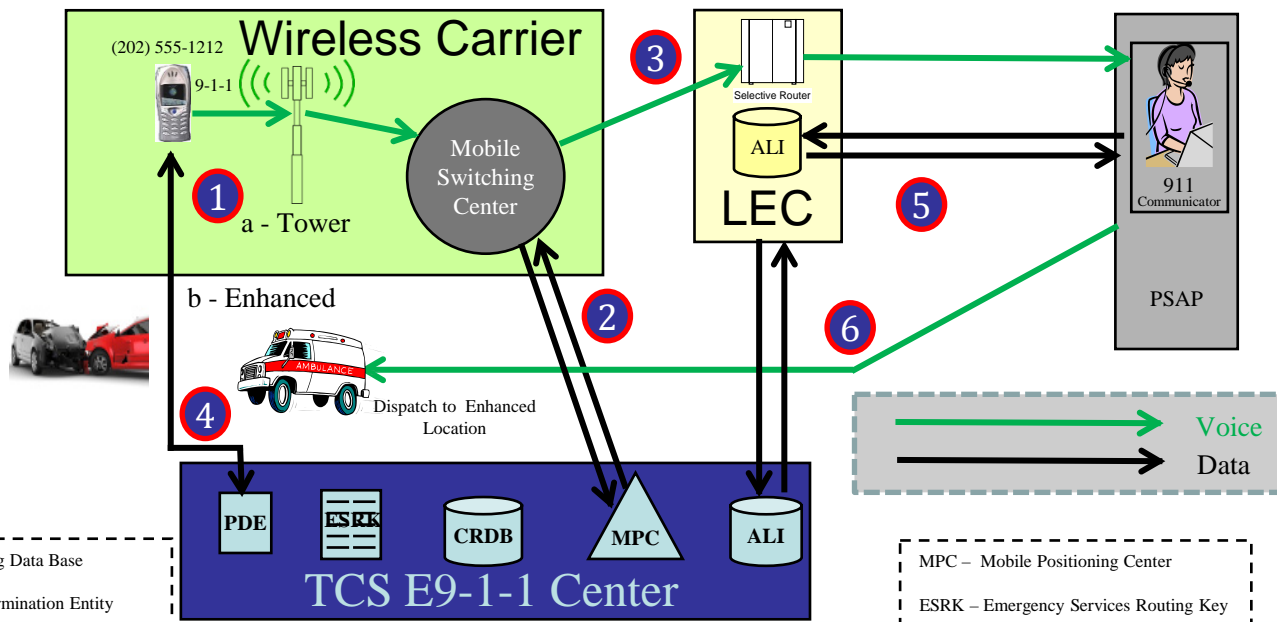 (202) 555-1212
Wireless Carrier
9-1-1
Mobile
Switching
Center
1
a - Tower
b - Enhanced
2
3
Selective Router
ALI
LEC
5
911
Communicator
PSAP
6
AMBULANCE
Dispatch to Enhanced
Location
4
Voice
Data
PDE
ESRK
CRDB
MPC
ALI
TCS E9-1-1 Center
g Data Base
rmination Entity
MPC – Mobile Positioning Center
ESRK – Emergency Services Routing Key